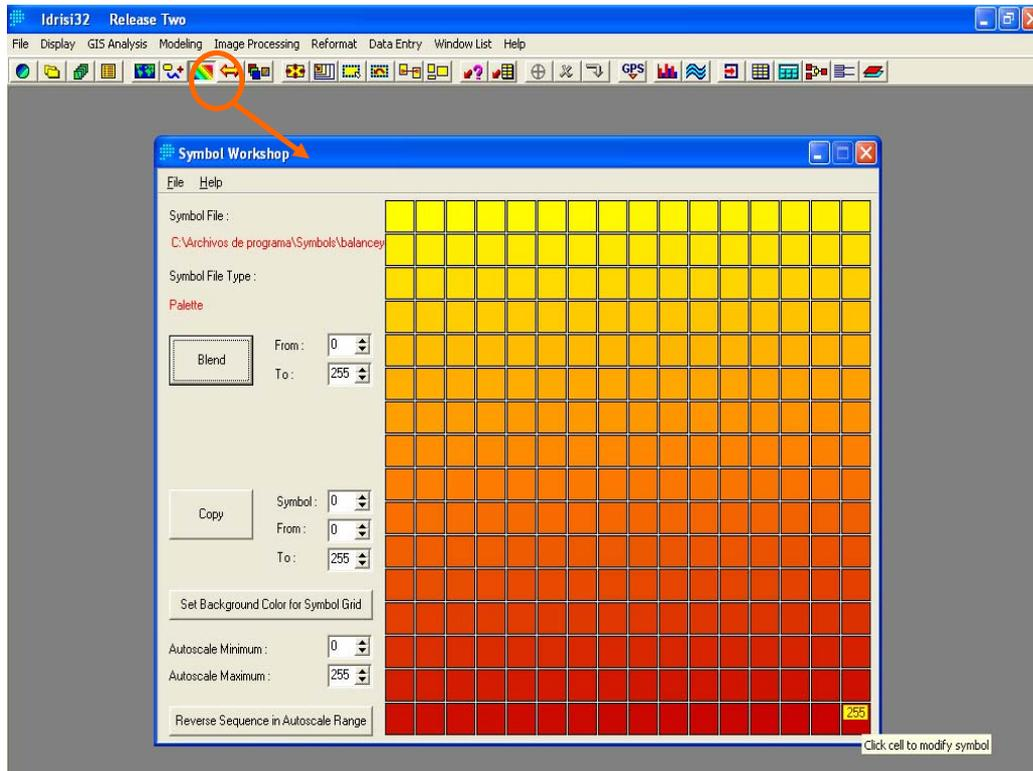 Idrisi32 Release Two
File Display GIS Analysis Modeling Image Processing Reformat Data Entry Window List Help
GPS
Symbol Workshop
File Help
Symbol File :
C:\Archivos de programa\Symbols\balancey
Symbol File Type :
Palette
Blend
From : 0
To : 255
Copy
Symbol : 0
From : 0
To : 255
Set Background Color for Symbol Grid
Autoscale Minimum : 0
Autoscale Maximum : 255
Reverse Sequence in Autoscale Range
255
Click cell to modify symbol